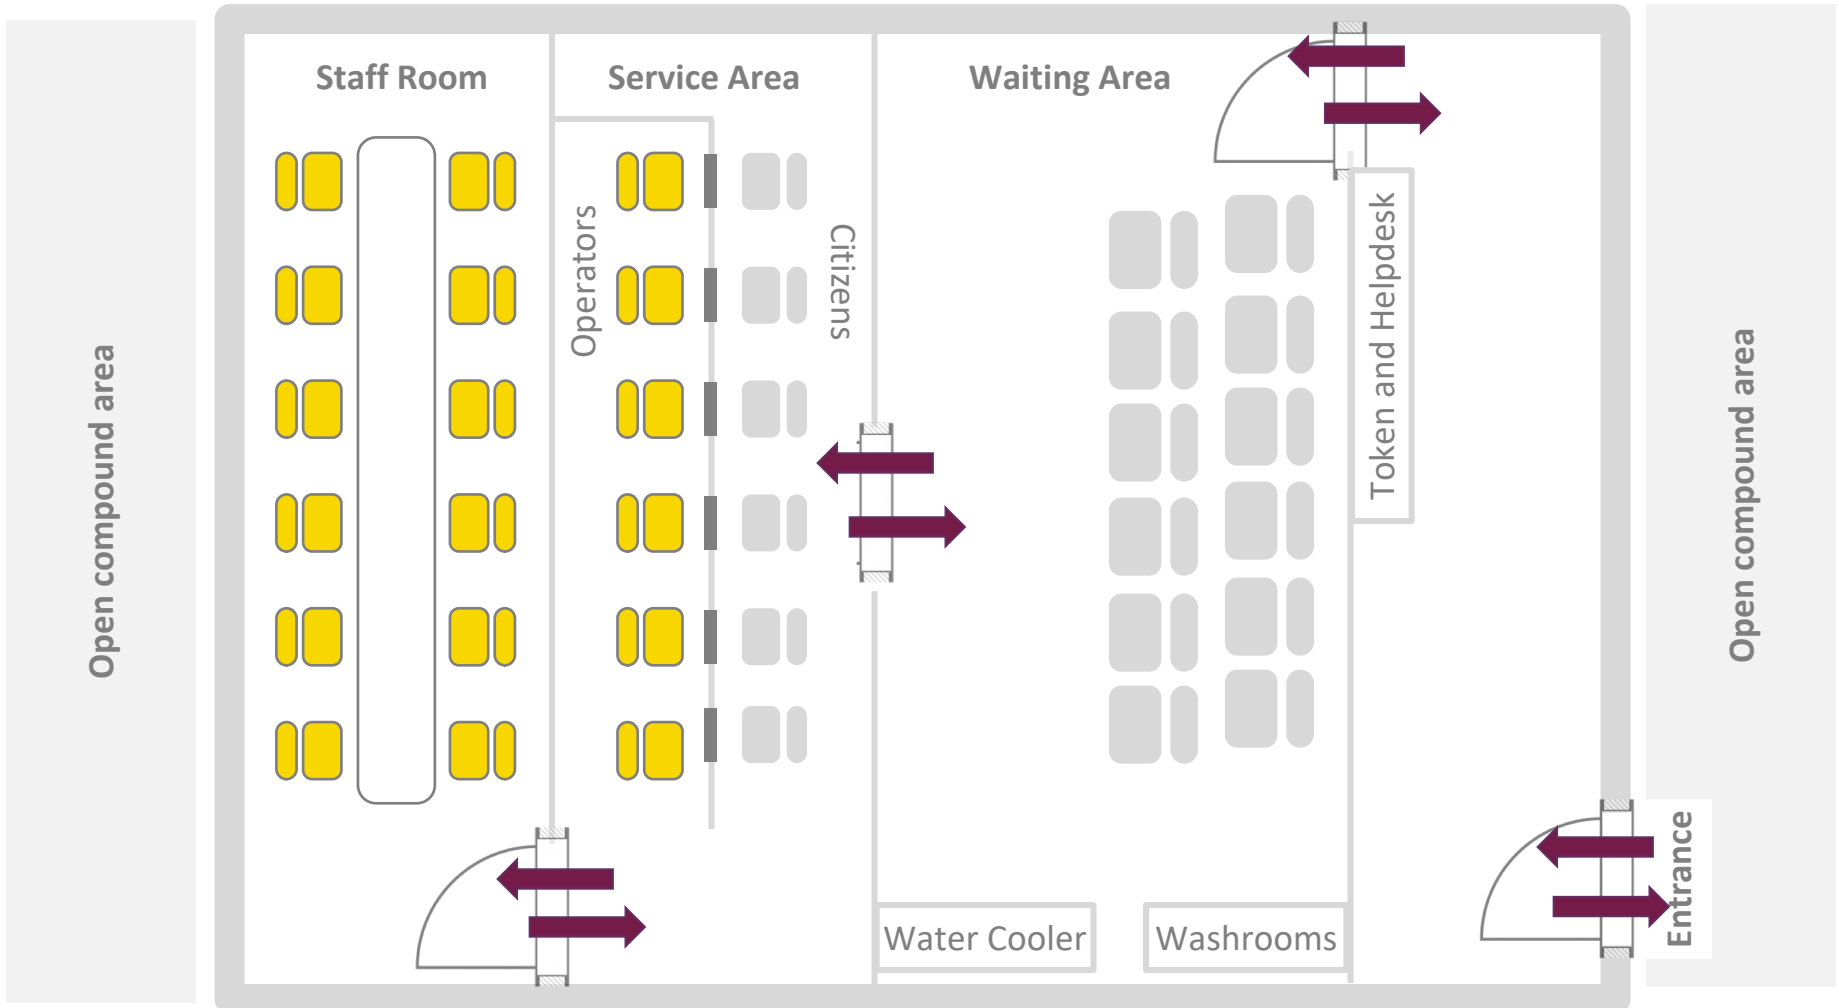 Staff Room
Service Area
Waiting Area
Operators
Citizens
Token and Helpdesk
Open compound area
Open compound area
Entrance
Water Cooler
Washrooms